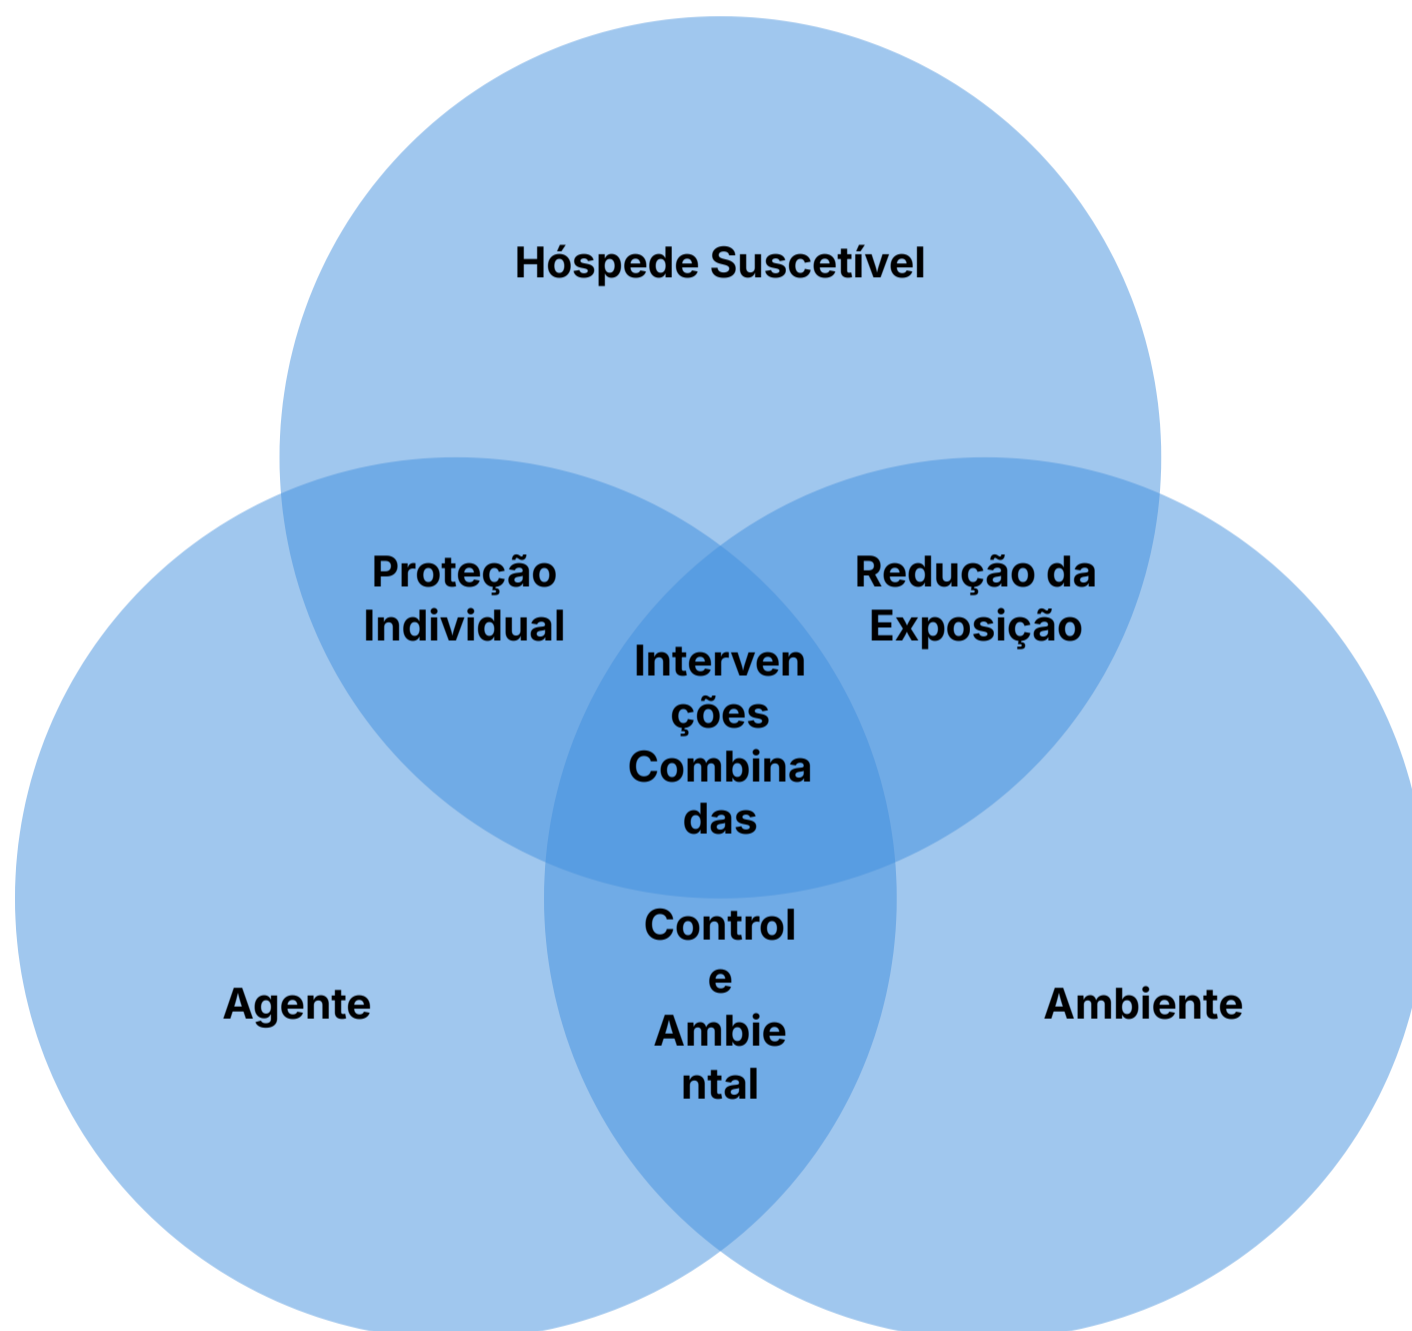 Hóspede Suscetível
Proteção
Individual
Redução da
Exposição
Interven
ções
Combina
das
Control
e
Ambie
ntal
Agente
Ambiente